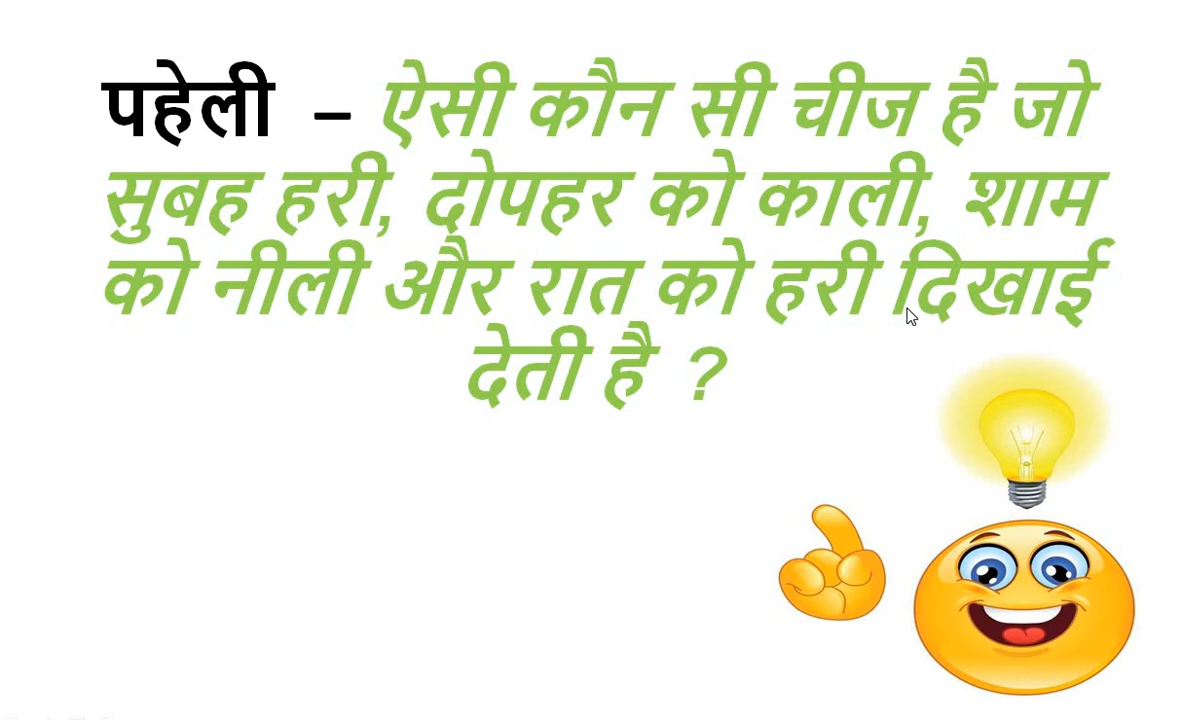 पहेली – ऐसी कौन सी चीज है जो
सुबह हरी, दोपहर को काली, शाम
को नीली और रात को हरी दिखाई
देती है ?